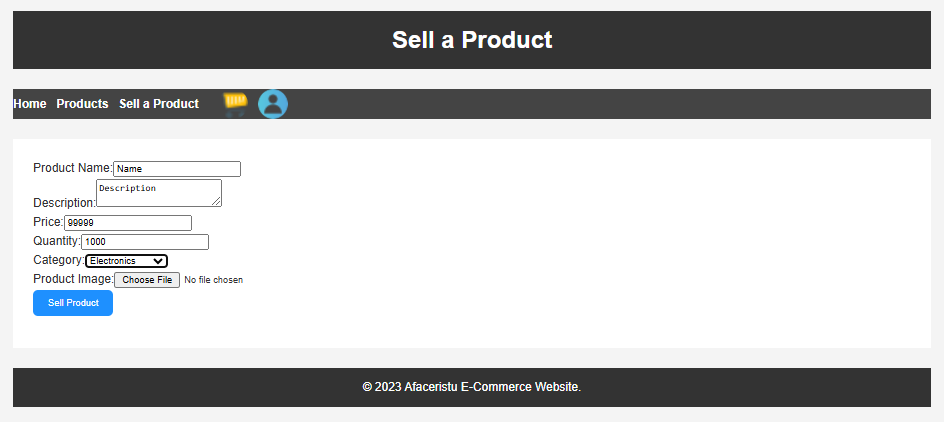 Sell a Product
Home Products Sell a Product
Product Name: Name
Description: Description
Price: 99999
Quantity: 1000
Category: Electronics
Product Image: Choose File No file chosen
Sell Product
© 2023 Afaceristu E-Commerce Website.